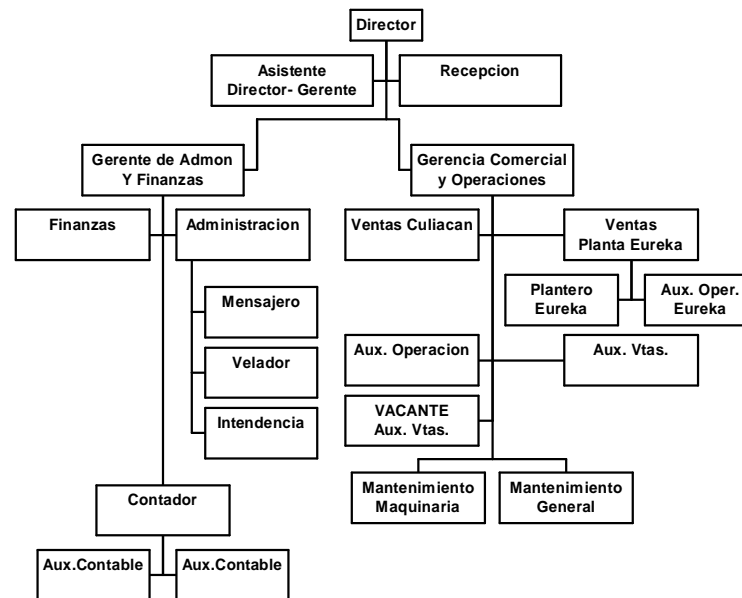 Director
Asistente
Director- Gerente
Recepcion
Gerente de Admon
Y Finanzas
Gerencia Comercial
y Operaciones
Finanzas
Administracion
Ventas Culiacan
Ventas
Planta Eureka
Mensajero
Plantero
Eureka
Aux. Oper.
Eureka
Velador
Aux. Operacion
Aux. Vtas.
Intendencia
VACANTE
Aux. Vtas.
Contador
Mantenimiento
Maquinaria
Mantenimiento
General
Aux.Contable
Aux.Contable